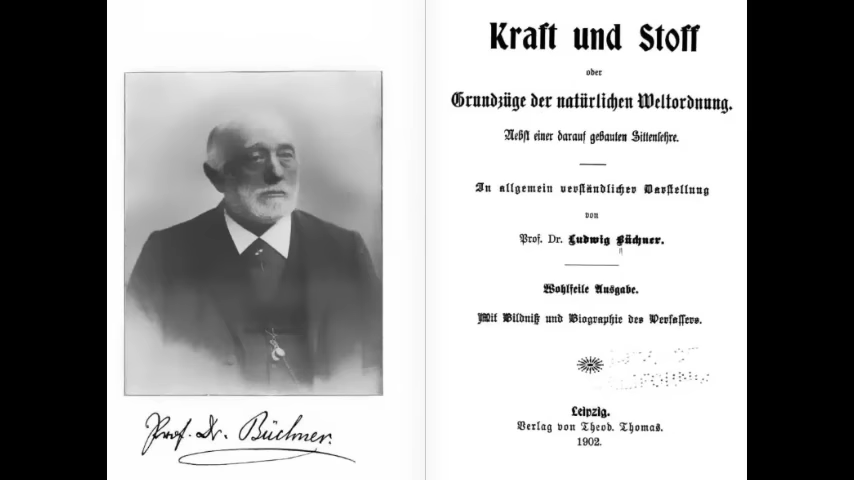 Prof. Dr. Büchner.
Kraft und Stoff
oder
Grundzüge der natürlichen Weltordnung.
Nebst einer darauf gebauten Sittenlehre.
In allgemein verständlicher Darstellung
von
Prof. Dr. Ludwig Büchner.
Wohlfeile Ausgabe.
Mit Bildniß und Biographie des Verfassers.
Leipzig.
Verlag von Theod. Thomas.
1902.